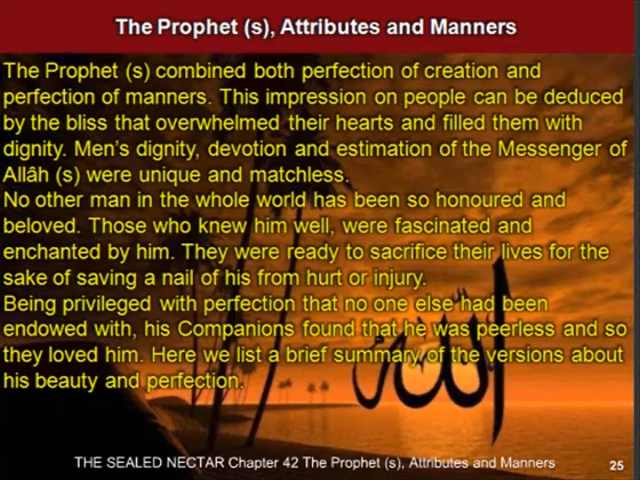 The Prophet (s), Attributes and Manners
The Prophet (s) combined both perfection of creation and
perfection of manners. This impression on people can be deduced
by the bliss that overwhelmed their hearts and filled them with
dignity. Men's dignity, devotion and estimation of the Messenger of
Allâh (s) were unique and matchless.
No other man in the whole world has been so honoured and
beloved. Those who knew him well, were fascinated and
enchanted by him. They were ready to sacrifice their lives for the
sake of saving a nail of his from hurt or injury.
Being privileged with perfection that no one else had been
endowed with, his Companions found that he was peerless and so
they loved him. Here we list a brief summary of the versions about
his beauty and perfection.
الله
THE SEALED NECTAR Chapter 42 The Prophet (s), Attributes and Manners
25